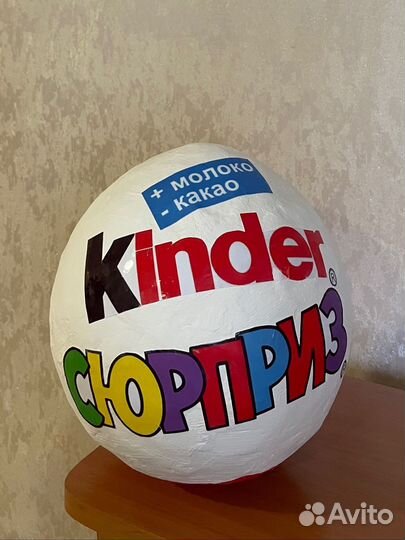 + молоко
- какао
Kinder®
СЮРПРИЗ
Avito